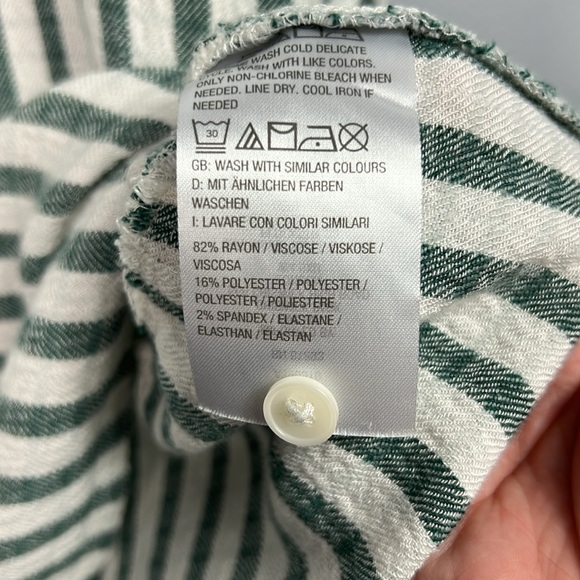 WASH COLD DELICATE
WASH WITH LIKE COLORS.
ONLY NON-CHLORINE BLEACH WHEN
NEEDED. LINE DRY. COOL IRON IF
NEEDED
30
GB: WASH WITH SIMILAR COLOURS
D: MIT ÄHNLICHEN FARBEN
WASCHEN
I: LAVARE CON COLORI SIMILARI
82% RAYON / VISCOSE / VISKOSE /
VISCOSA
16% POLYESTER / POLYESTER /
POLYESTER / POLIESTERE
2% SPANDEX / ELASTANE /
ELASTHAN / ELASTAN